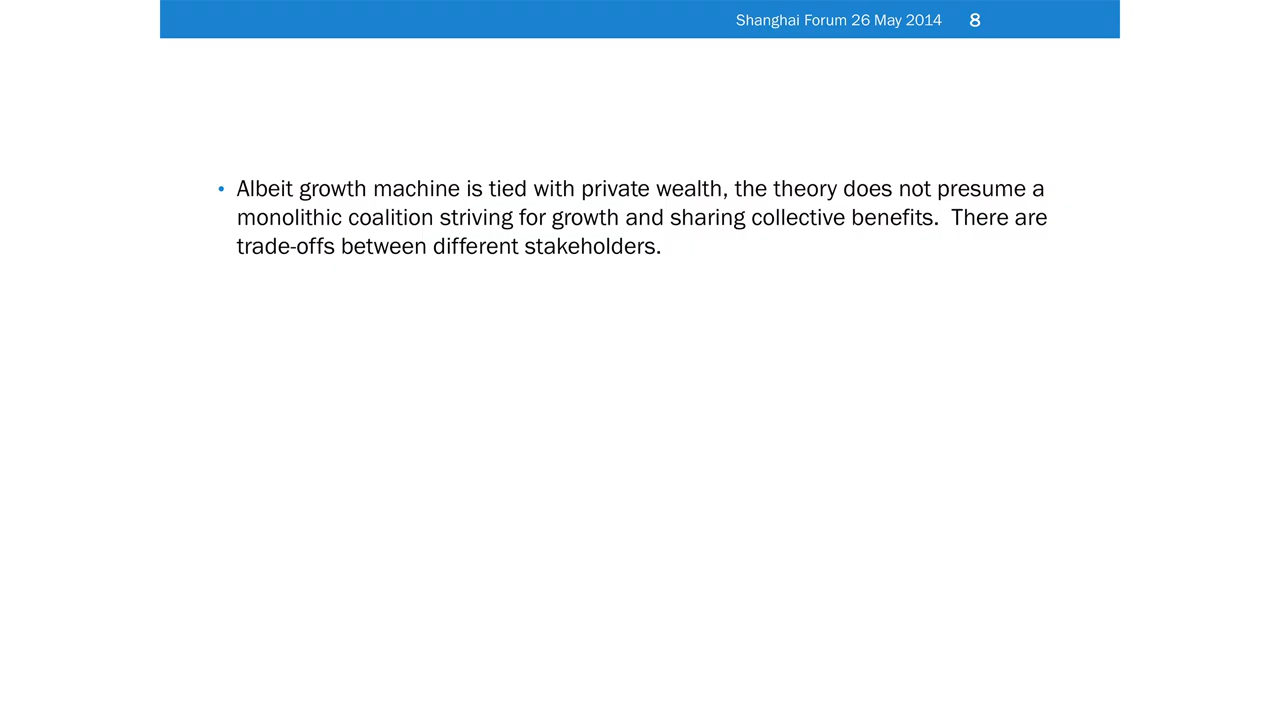 Shanghai Forum 26 May 2014 8
• Albeit growth machine is tied with private wealth, the theory does not presume a
monolithic coalition striving for growth and sharing collective benefits.  There are
trade-offs between different stakeholders.